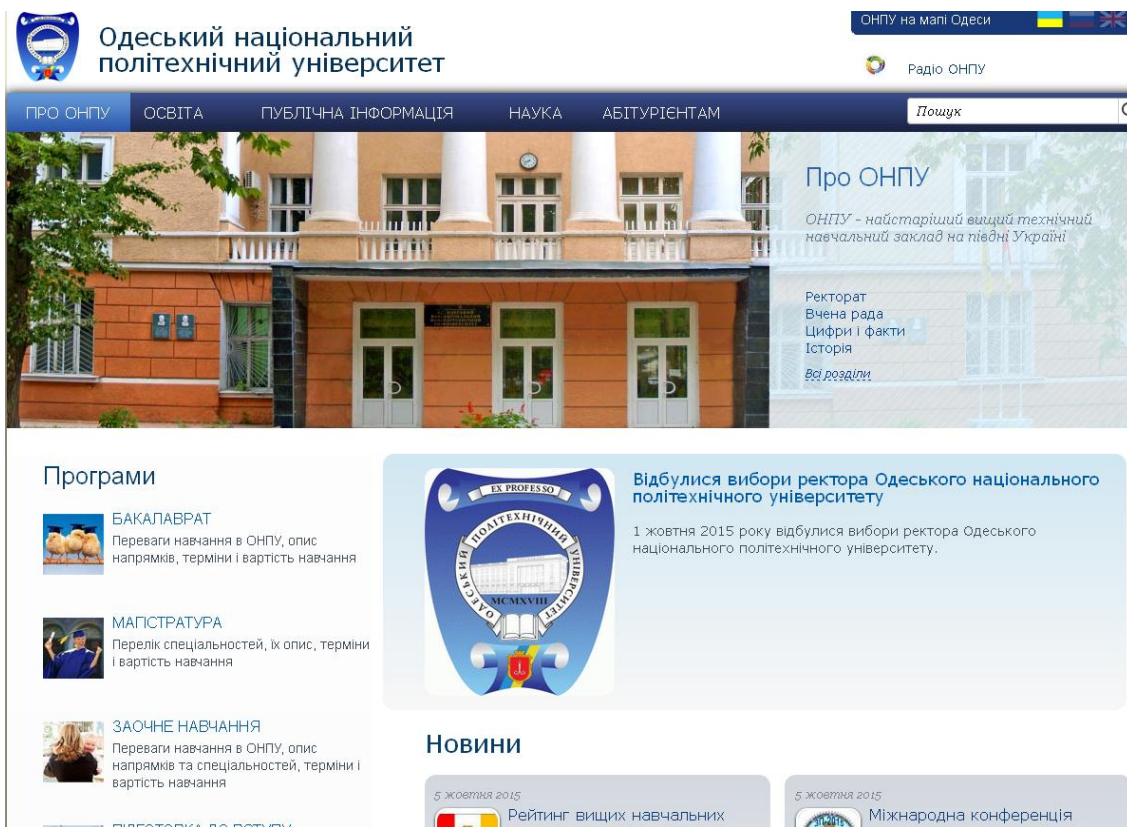 ОНПУ на мапі Одеси
Одеський національний
політехнічний університет
Радіо ОНПУ
ПРО ОНПУ ОСВІТА ПУБЛІЧНА ІНФОРМАЦІЯ НАУКА АБІТУРІЄНТАМ Пошук
Про ОНПУ
ОНПУ - найстаріший вищий технічний
навчальний заклад на півдні Україні
Ректорат
Вчена рада
Цифри і факти
Історія
Всі розділи
Програми
БАКАЛАВРАТ
Переваги навчання в ОНПУ, опис
напрямків, терміни і вартість навчання
МАГІСТРАТУРА
Перелік спеціальностей, їх опис, терміни
і вартість навчання
ЗАОЧНЕ НАВЧАННЯ
Переваги навчання в ОНПУ, опис
напрямків та спеціальностей, терміни і
вартість навчання
ПІДГОТОВКА ДО ВСТУПУ
EX PROFESSO
ОДЕСЬКИЙ ПОЛІТЕХНІЧНИЙ УНІВЕРСИТЕТ
MCMXVIII
Відбулися вибори ректора Одеського національного
політехнічного університету
1 жовтня 2015 року відбулися вибори ректора Одеського
національного політехнічного університету.
Новини
5 жовтня 2015
Рейтинг вищих навчальних
5 жовтня 2015
Міжнародна конференція